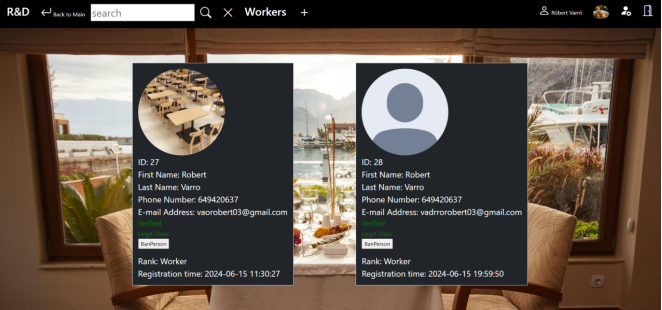 R&D
Back to Main
search
Workers
+
Róbert Varró
ID: 27
First Name: Robert
Last Name: Varro
Phone Number: 649420637
E-mail Address: vaorobert03@gmail.com
Verified
Legit User
BanPerson
Rank: Worker
Registration time: 2024-06-15 11:30:27
ID: 28
First Name: Robert
Last Name: Varro
Phone Number: 649420637
E-mail Address: vadrrorobert03@gmail.com
Verified
Legit User
BanPerson
Rank: Worker
Registration time: 2024-06-15 19:59:50